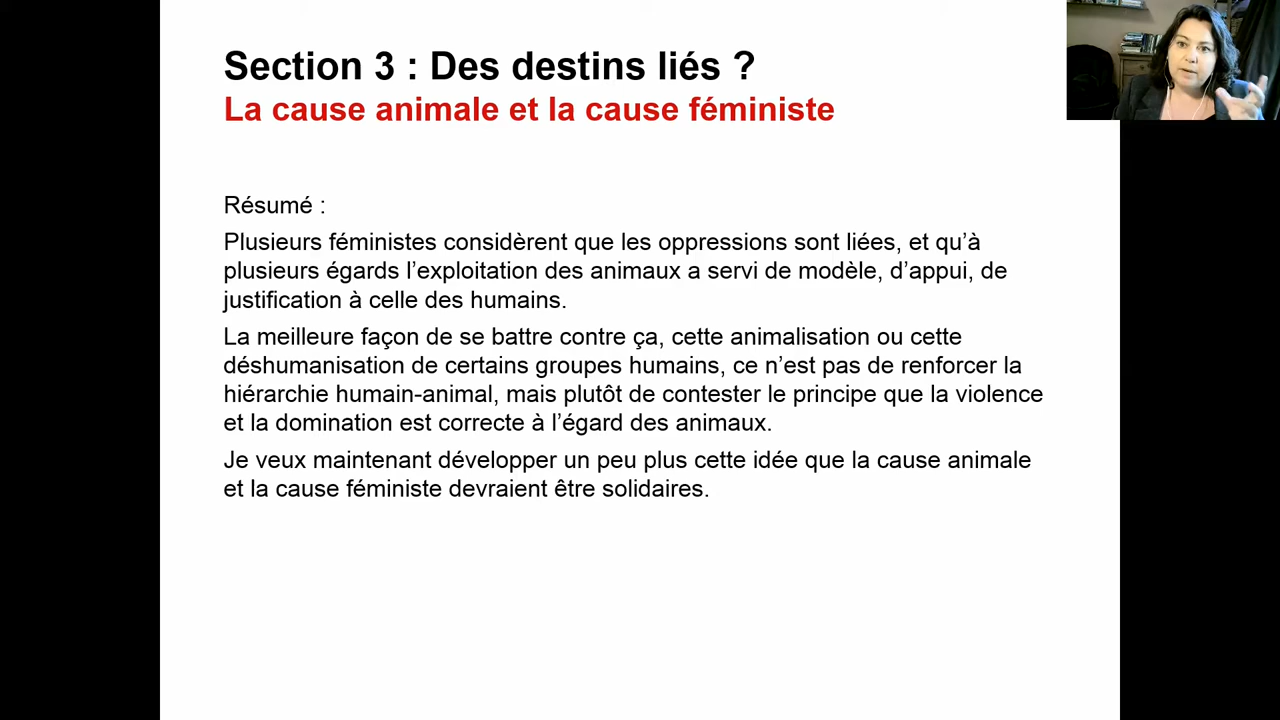 Section 3 : Des destins liés ?
La cause animale et la cause féministe
Résumé :
Plusieurs féministes considèrent que les oppressions sont liées, et qu’à
plusieurs égards l’exploitation des animaux a servi de modèle, d’appui, de
justification à celle des humains.
La meilleure façon de se battre contre ça, cette animalisation ou cette
déshumanisation de certains groupes humains, ce n’est pas de renforcer la
hiérarchie humain-animal, mais plutôt de contester le principe que la violence
et la domination est correcte à l’égard des animaux.
Je veux maintenant développer un peu plus cette idée que la cause animale
et la cause féministe devraient être solidaires.